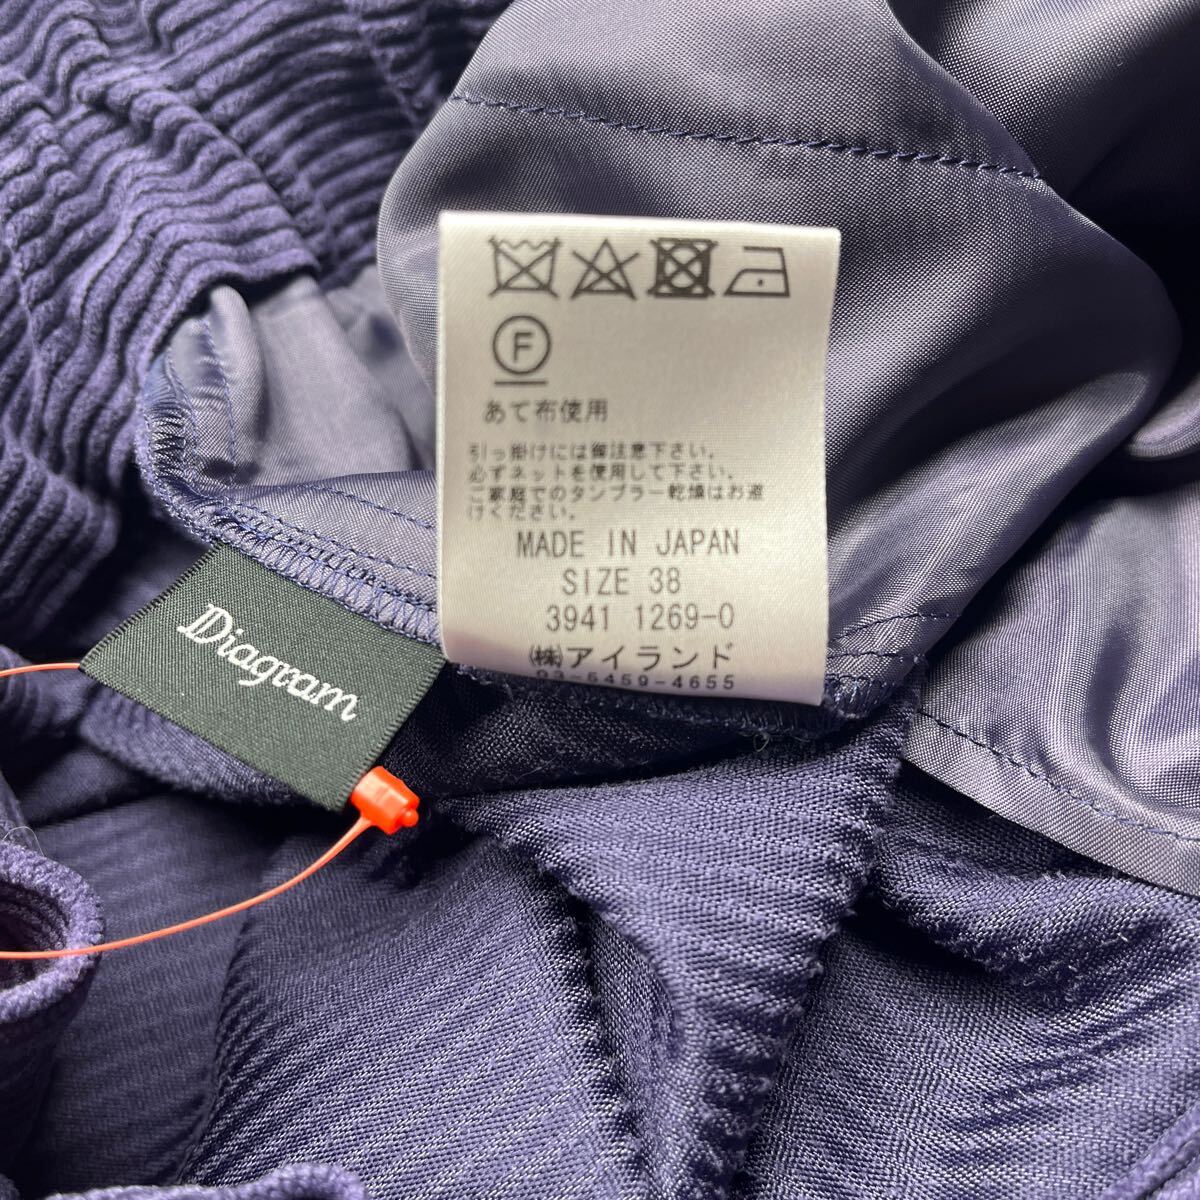 F
あて布使用
引っ掛けには御注意下さい。
必ずネットを使用して下さい。
ご家庭でのタンブラー乾燥はお避
けください。
MADE IN JAPAN
SIZE 38
3941 1269-0
㈱アイランド
03-5459-4655
Diagram